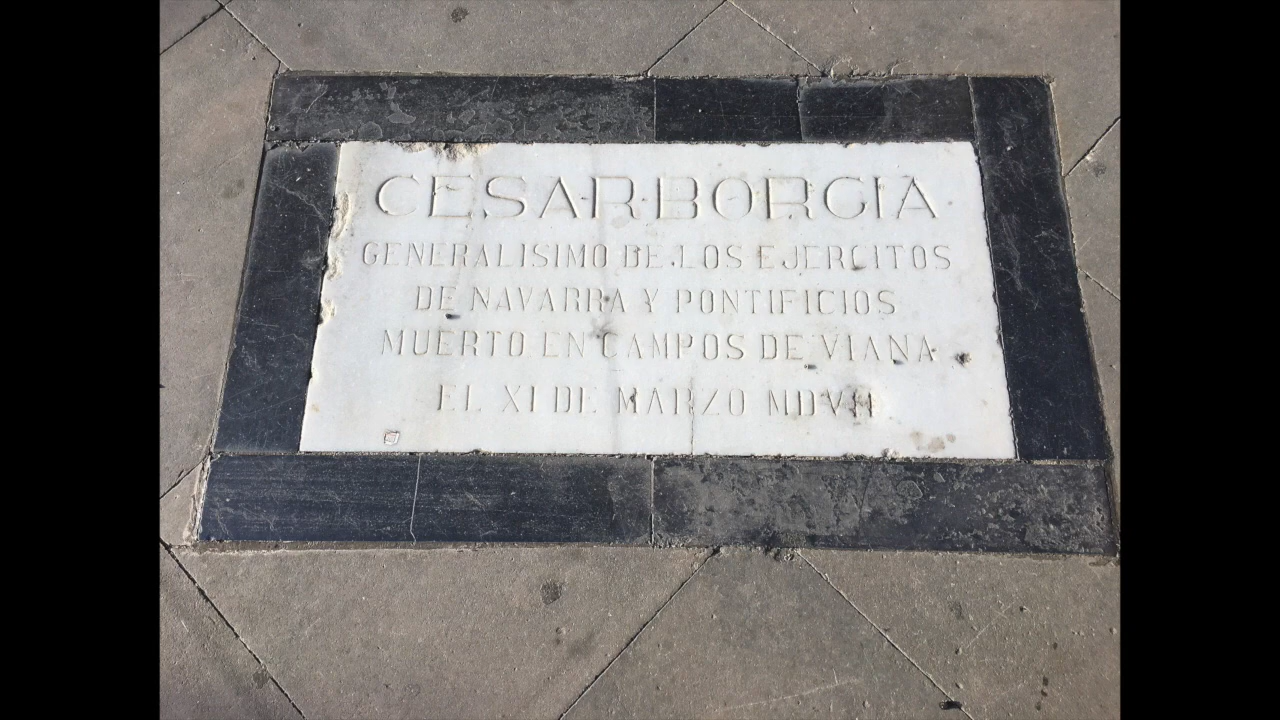 CESAR BORGIA
GENERALISIMO DE LOS EJERCITOS
DE NAVARRA Y PONTIFICIOS
MUERTO EN CAMPOS DE VIANA
EL XI DE MARZO MDVII